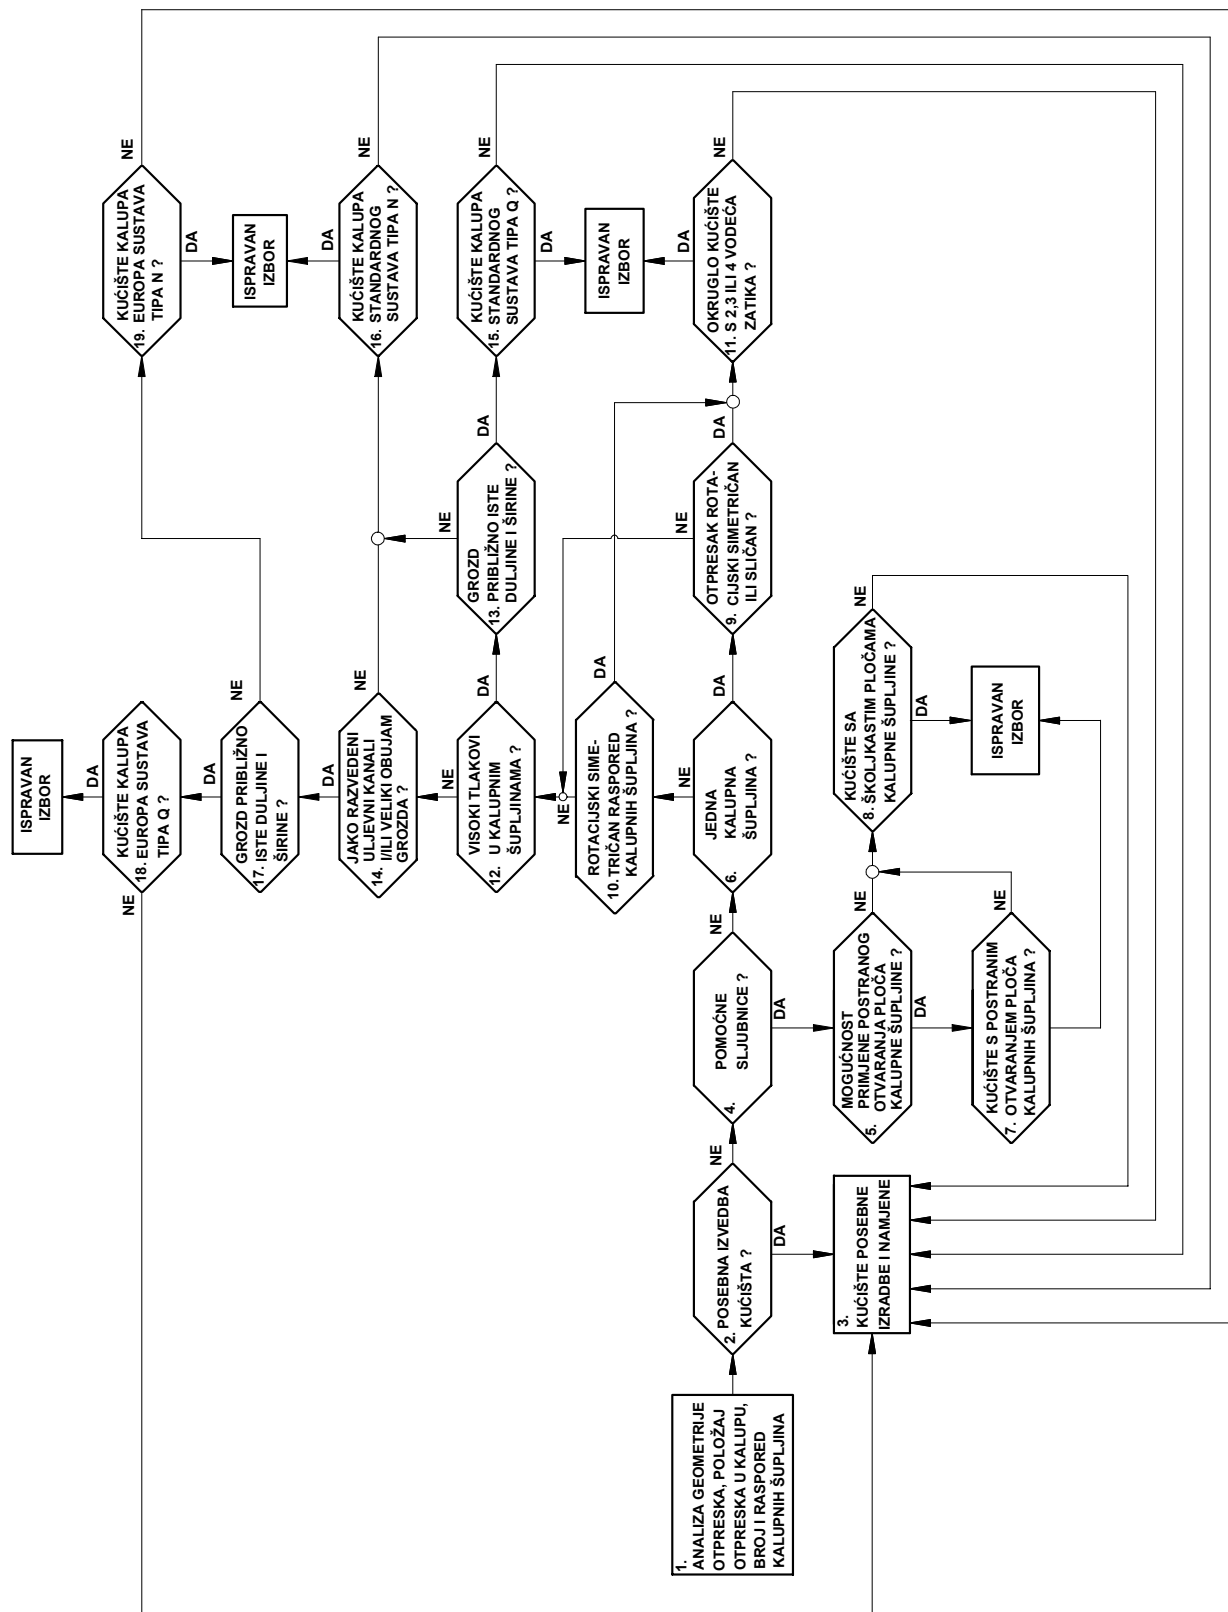 1.
ANALIZA GEOMETRIJE
OTPRESKA, POLOŽAJ
OTPRESKA U KALUPU,
BROJ I RASPORED
KALUPNIH ŠUPLJINA
2. POSEBNA IZVEDBA
KUĆIŠTA ?
NE
DA
3.
KUĆIŠTE POSEBNE
IZRADBE I NAMJENE
4.
POMOĆNE
SLJUBNICE ?
NE
DA
5.
MOGUĆNOST
PRIMJENE POSTRANOG
OTVARANJA PLOČA
KALUPNE ŠUPLJINE ?
NE
DA
6.
JEDNA
KALUPNA
ŠUPLJINA ?
NE
DA
KUĆIŠTE S POSTRANIM
7. OTVARANJEM PLOČA
KALUPNIH ŠUPLJINA ?
NE
KUĆIŠTE SA
8. ŠKOLJKASTIM PLOČAMA
KALUPNE ŠUPLJINE ?
NE
DA
ISPRAVAN
IZBOR
OTPRESAK ROTA-
9. CIJSKI SIMETRIČAN
ILI SLIČAN ?
NE
DA
ROTACIJSKI SIME-
10. TRIČAN RASPORED
KALUPNIH ŠUPLJINA ?
NE
DA
OKRUGLO KUĆIŠTE
11. S 2,3 ILI 4 VODEĆA
ZATIKA ?
NE
DA
ISPRAVAN
IZBOR
VISOKI TLAKOVI
12. U KALUPNIM
ŠUPLJINAMA ?
NE
DA
GROZD
13. PRIBLIŽNO ISTE
DULJINE I ŠIRINE ?
NE
DA
JAKO RAZVEDENI
ULJEVNI KANALI
14. I/ILI VELIKI OBUJAM
GROZDA ?
NE
DA
KUĆIŠTE KALUPA
15. STANDARDNOG
SUSTAVA TIPA Q ?
NE
DA
KUĆIŠTE KALUPA
16. STANDARDNOG
SUSTAVA TIPA N ?
NE
DA
ISPRAVAN
IZBOR
GROZD PRIBLIŽNO
17. ISTE DULJINE I
ŠIRINE ?
NE
DA
KUĆIŠTE KALUPA
18. EUROPA SUSTAVA
TIPA Q ?
NE
DA
ISPRAVAN
IZBOR
KUĆIŠTE KALUPA
19. EUROPA SUSTAVA
TIPA N ?
NE
DA